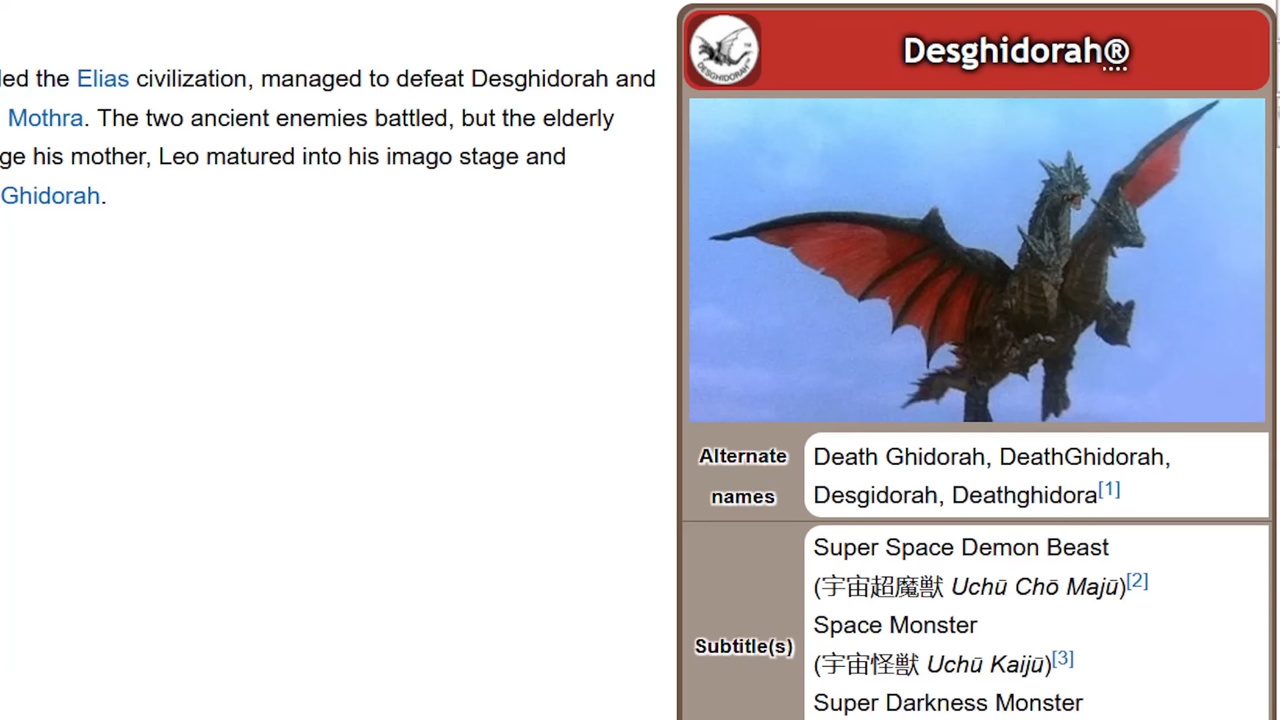 led the Elias civilization, managed to defeat Desghidorah and
Mothra. The two ancient enemies battled, but the elderly
ge his mother, Leo matured into his imago stage and
Ghidorah.
DESGHIDORAH™
Desghidorah®
Alternate names
Death Ghidorah, DeathGhidorah,
Desgidorah, Deathghidora[1]
Subtitle(s)
Super Space Demon Beast
(宇宙超魔獣 Uchū Chō Majū)[2]
Space Monster
(宇宙怪獣 Uchū Kaijū)[3]
Super Darkness Monster